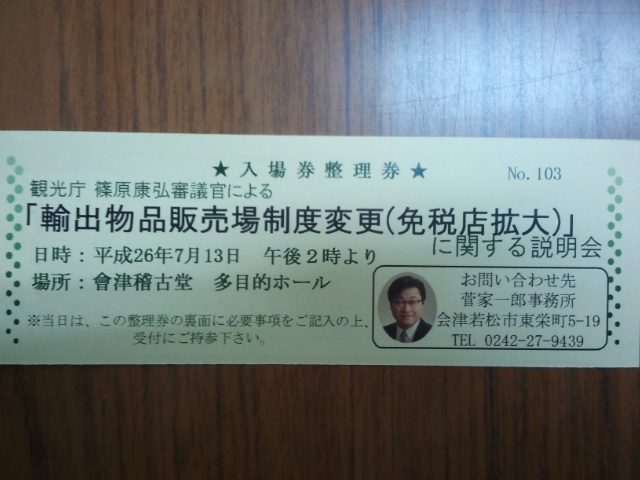 ★入場券整理券★
No. 103
観光庁 篠原康弘審議官による
「輸出物品販売場制度変更(免税店拡大)」
に関する説明会
日時：平成26年7月13日　午後2時より
場所：會津稽古堂　多目的ホール
※当日は、この整理券の裏面に必要事項をご記入の上、
受付にご持参下さい。
お問い合わせ先
菅家一郎事務所
会津若松市東栄町5-19
TEL 0242-27-9439